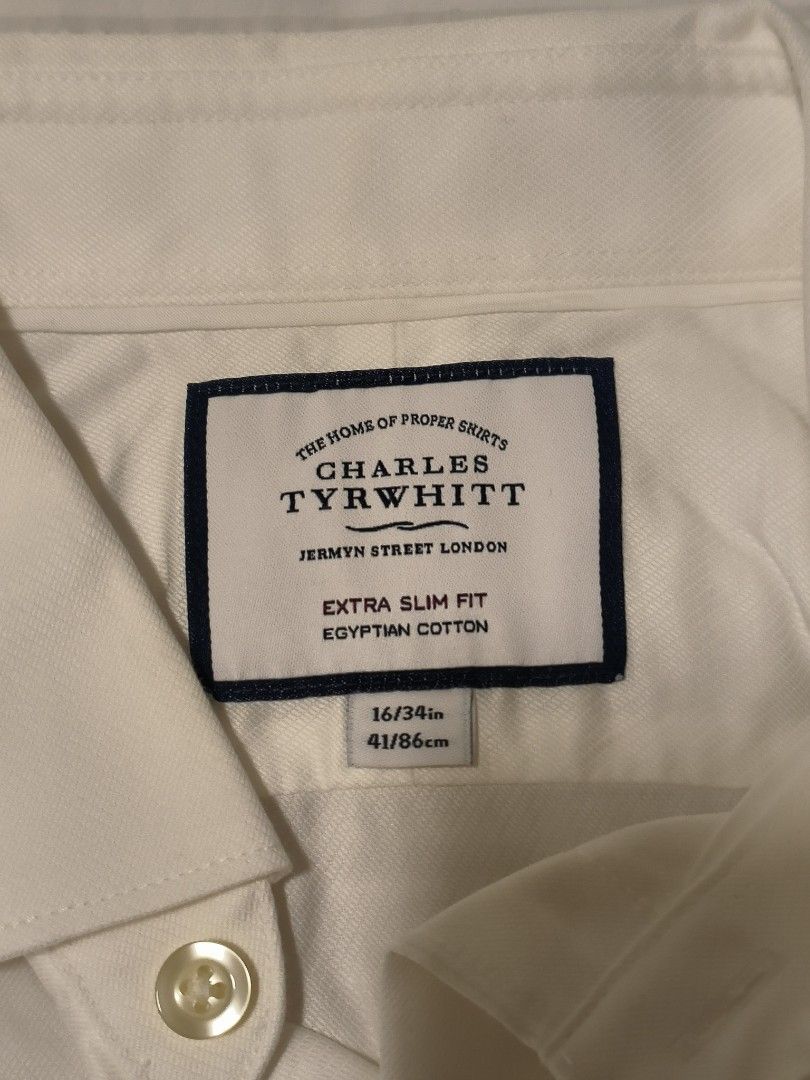 THE HOME OF PROPER SHIRTS
CHARLES
TYRWHITT
JERMYN STREET LONDON
EXTRA SLIM FIT
EGYPTIAN COTTON
16/34in
41/86cm